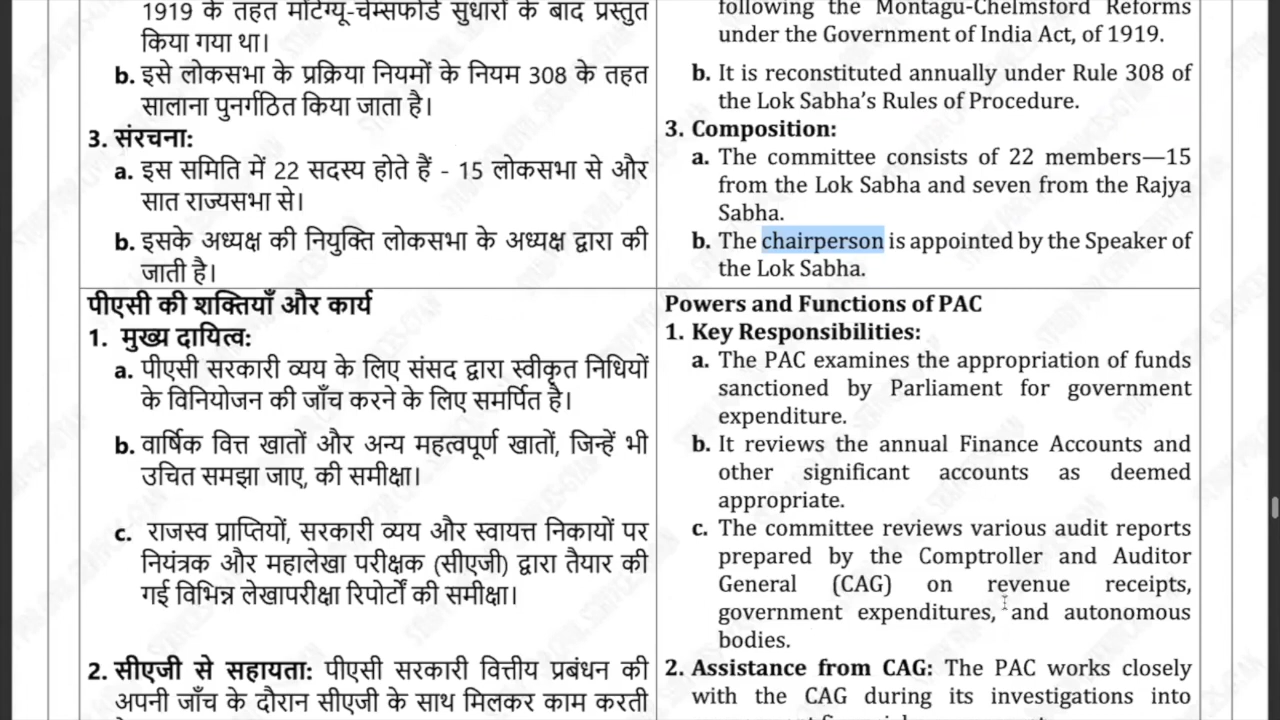 1919 के तहत मोंटेग्यू-चेम्सफोर्ड सुधारों के बाद प्रस्तुत
किया गया था।
b. इसे लोकसभा के प्रक्रिया नियमों के नियम 308 के तहत
सालाना पुनर्गठित किया जाता है।
3. संरचना:
a. इस समिति में 22 सदस्य होते हैं - 15 लोकसभा से और
सात राज्यसभा से।
b. इसके अध्यक्ष की नियुक्ति लोकसभा के अध्यक्ष द्वारा की
जाती है।
पीएसी की शक्तियाँ और कार्य
1. मुख्य दायित्व:
a. पीएसी सरकारी व्यय के लिए संसद द्वारा स्वीकृत निधियों
के विनियोजन की जाँच करने के लिए समर्पित है।
b. वार्षिक वित्त खातों और अन्य महत्वपूर्ण खातों, जिन्हें भी
उचित समझा जाए, की समीक्षा।
c. राजस्व प्राप्तियों, सरकारी व्यय और स्वायत्त निकायों पर
नियंत्रक और महालेखा परीक्षक (सीएजी) द्वारा तैयार की
गई विभिन्न लेखापरीक्षा रिपोर्टों की समीक्षा।
2. सीएजी से सहायता: पीएसी सरकारी वित्तीय प्रबंधन की
अपनी जाँच के दौरान सीएजी के साथ मिलकर काम करती
following the Montagu-Chelmsford Reforms
under the Government of India Act, of 1919.
b. It is reconstituted annually under Rule 308 of
the Lok Sabha’s Rules of Procedure.
3. Composition:
a. The committee consists of 22 members—15
from the Lok Sabha and seven from the Rajya
Sabha.
b. The chairperson is appointed by the Speaker of
the Lok Sabha.
Powers and Functions of PAC
1. Key Responsibilities:
a. The PAC examines the appropriation of funds
sanctioned by Parliament for government
expenditure.
b. It reviews the annual Finance Accounts and
other significant accounts as deemed
appropriate.
c. The committee reviews various audit reports
prepared by the Comptroller and Auditor
General (CAG) on revenue receipts,
government expenditures, and autonomous
bodies.
2. Assistance from CAG: The PAC works closely
with the CAG during its investigations into